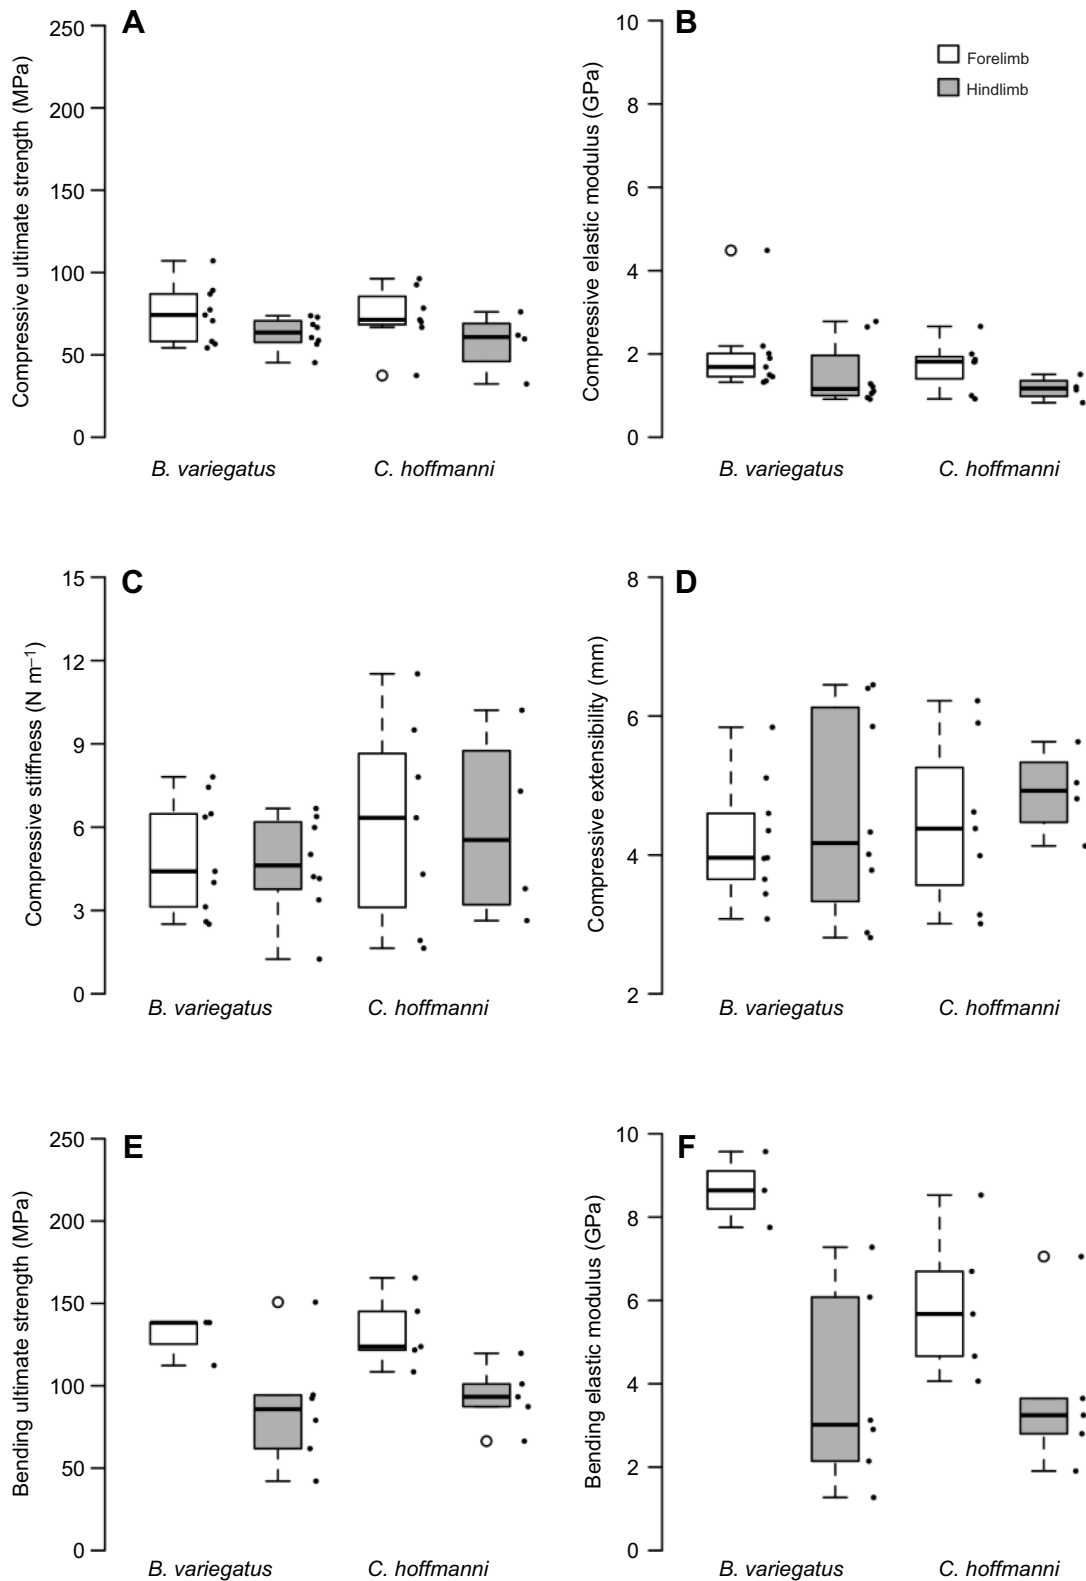 A
Compressive ultimate strength (MPa)
250
200
150
100
50
0
B. variegatus
C. hoffmanni
B
Compressive elastic modulus (GPa)
10
8
6
4
2
0
Forelimb
Hindlimb
B. variegatus
C. hoffmanni
C
Compressive stiffness (N m−1)
15
12
9
6
3
0
B. variegatus
C. hoffmanni
D
Compressive extensibility (mm)
8
6
4
2
B. variegatus
C. hoffmanni
E
Bending ultimate strength (MPa)
250
200
150
100
50
0
B. variegatus
C. hoffmanni
F
Bending elastic modulus (GPa)
10
8
6
4
2
0
B. variegatus
C. hoffmanni